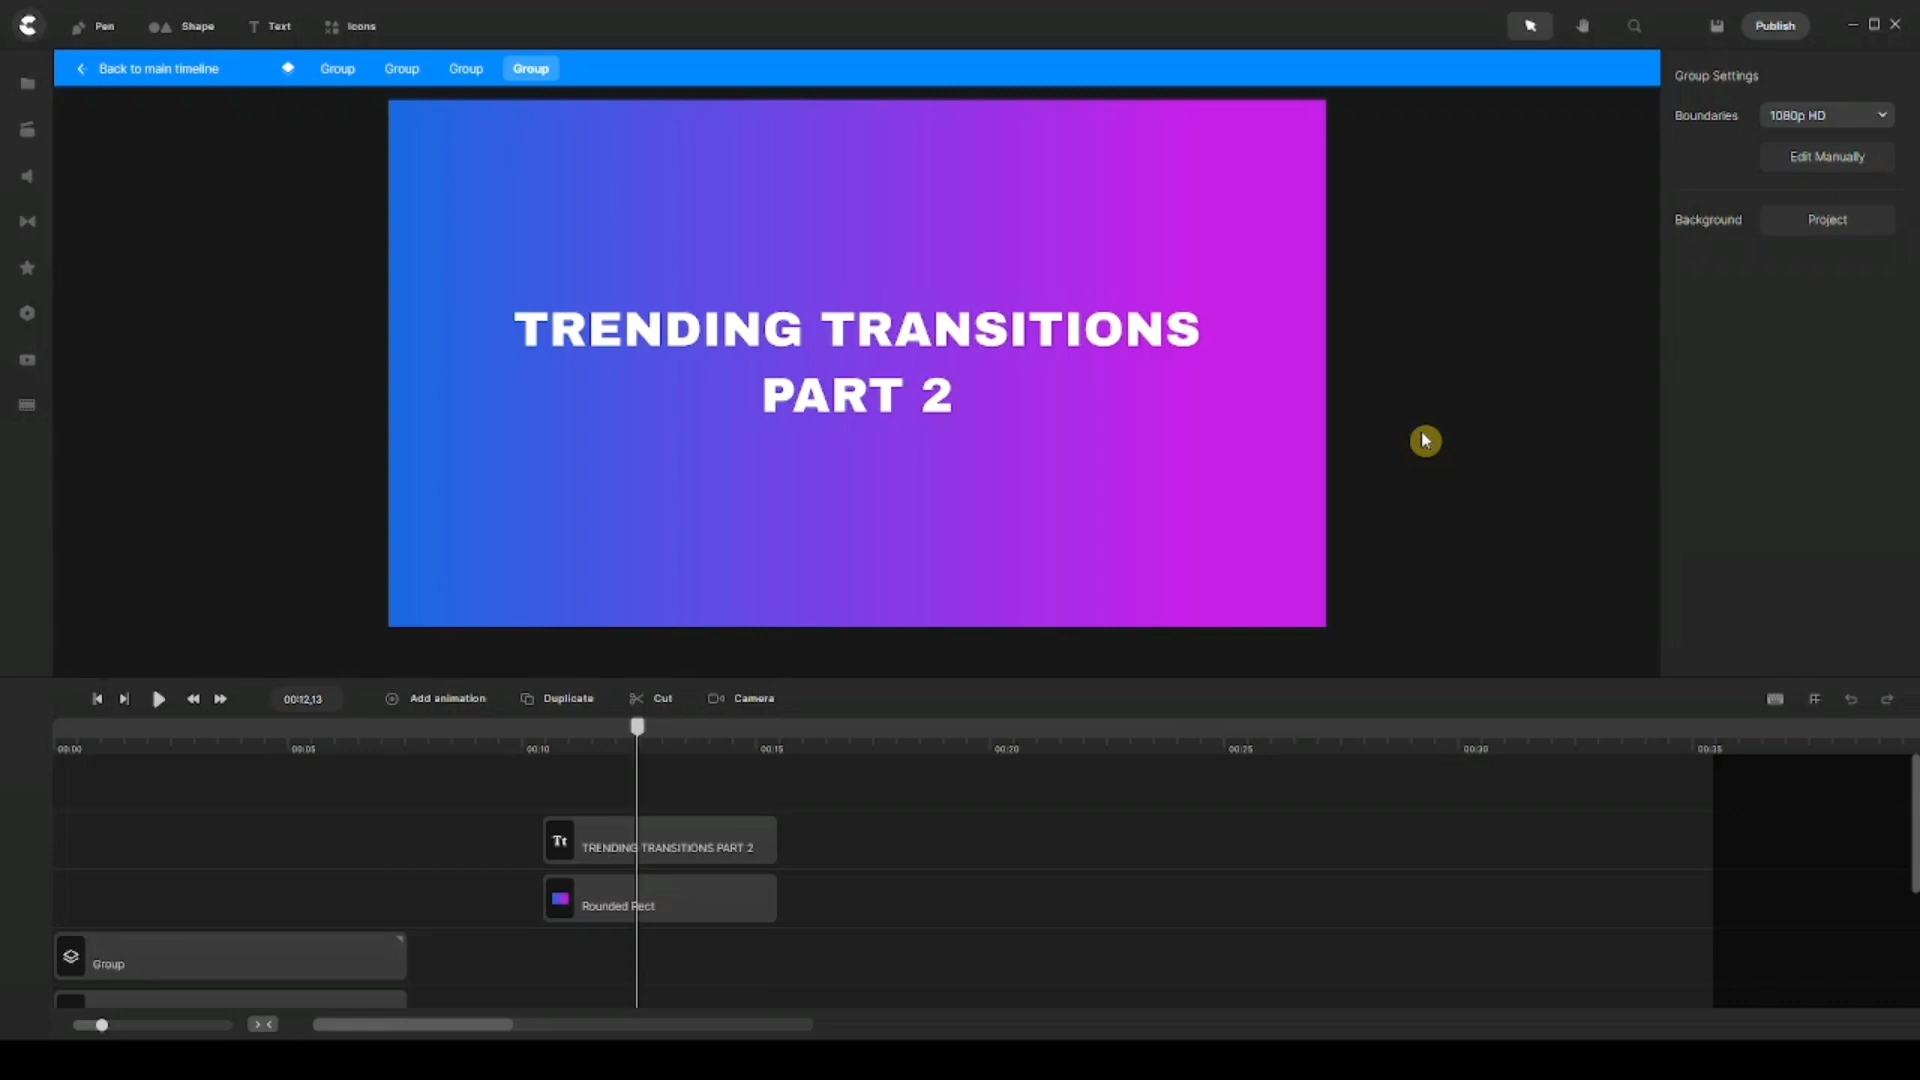 Pen
Shape
Text
Icons
Publish
Back to main timeline
Group
Group
Group
Group
Group Settings
Boundaries
1080p HD
Edit Manually
Background
Project
TRENDING TRANSITIONS
PART 2
00:12,13
Add animation
Duplicate
Cut
Camera
00:00
00:05
00:10
00:15
00:20
00:25
00:30
00:35
Tt
TRENDING TRANSITIONS PART 2
Rounded Rect
Group